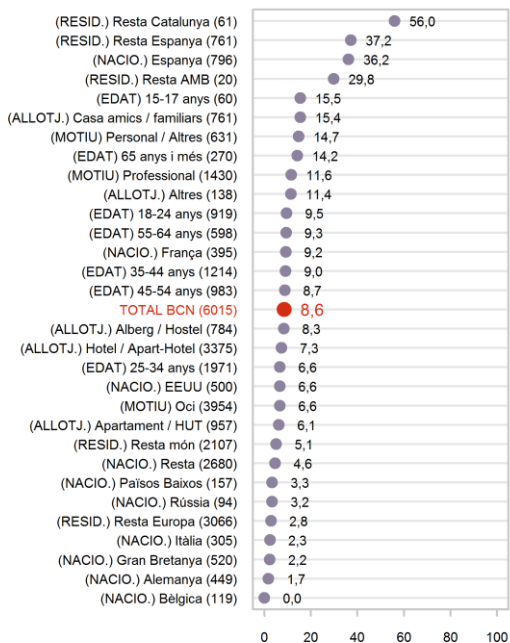 (RESID.) Resta Catalunya (61) 56,0
(RESID.) Resta Espanya (761) 37,2
(NACIO.) Espanya (796) 36,2
(RESID.) Resta AMB (20) 29,8
(EDAT) 15-17 anys (60) 15,5
(ALLOTJ.) Casa amics / familiars (761) 15,4
(MOTIU) Personal / Altres (631) 14,7
(EDAT) 65 anys i més (270) 14,2
(MOTIU) Professional (1430) 11,6
(ALLOTJ.) Altres (138) 11,4
(EDAT) 18-24 anys (919) 9,5
(EDAT) 55-64 anys (598) 9,3
(NACIO.) França (395) 9,2
(EDAT) 35-44 anys (1214) 9,0
(EDAT) 45-54 anys (983) 8,7
TOTAL BCN (6015) 8,6
(ALLOTJ.) Alberg / Hostel (784) 8,3
(ALLOTJ.) Hotel / Apart-Hotel (3375) 7,3
(EDAT) 25-34 anys (1971) 6,6
(NACIO.) EEUU (500) 6,6
(MOTIU) Oci (3954) 6,6
(ALLOTJ.) Apartament / HUT (957) 6,1
(RESID.) Resta món (2107) 5,1
(NACIO.) Resta (2680) 4,6
(NACIO.) Països Baixos (157) 3,3
(NACIO.) Rússia (94) 3,2
(RESID.) Resta Europa (3066) 2,8
(NACIO.) Itàlia (305) 2,3
(NACIO.) Gran Bretanya (520) 2,2
(NACIO.) Alemanya (449) 1,7
(NACIO.) Bèlgica (119) 0,0
0 20 40 60 80 100